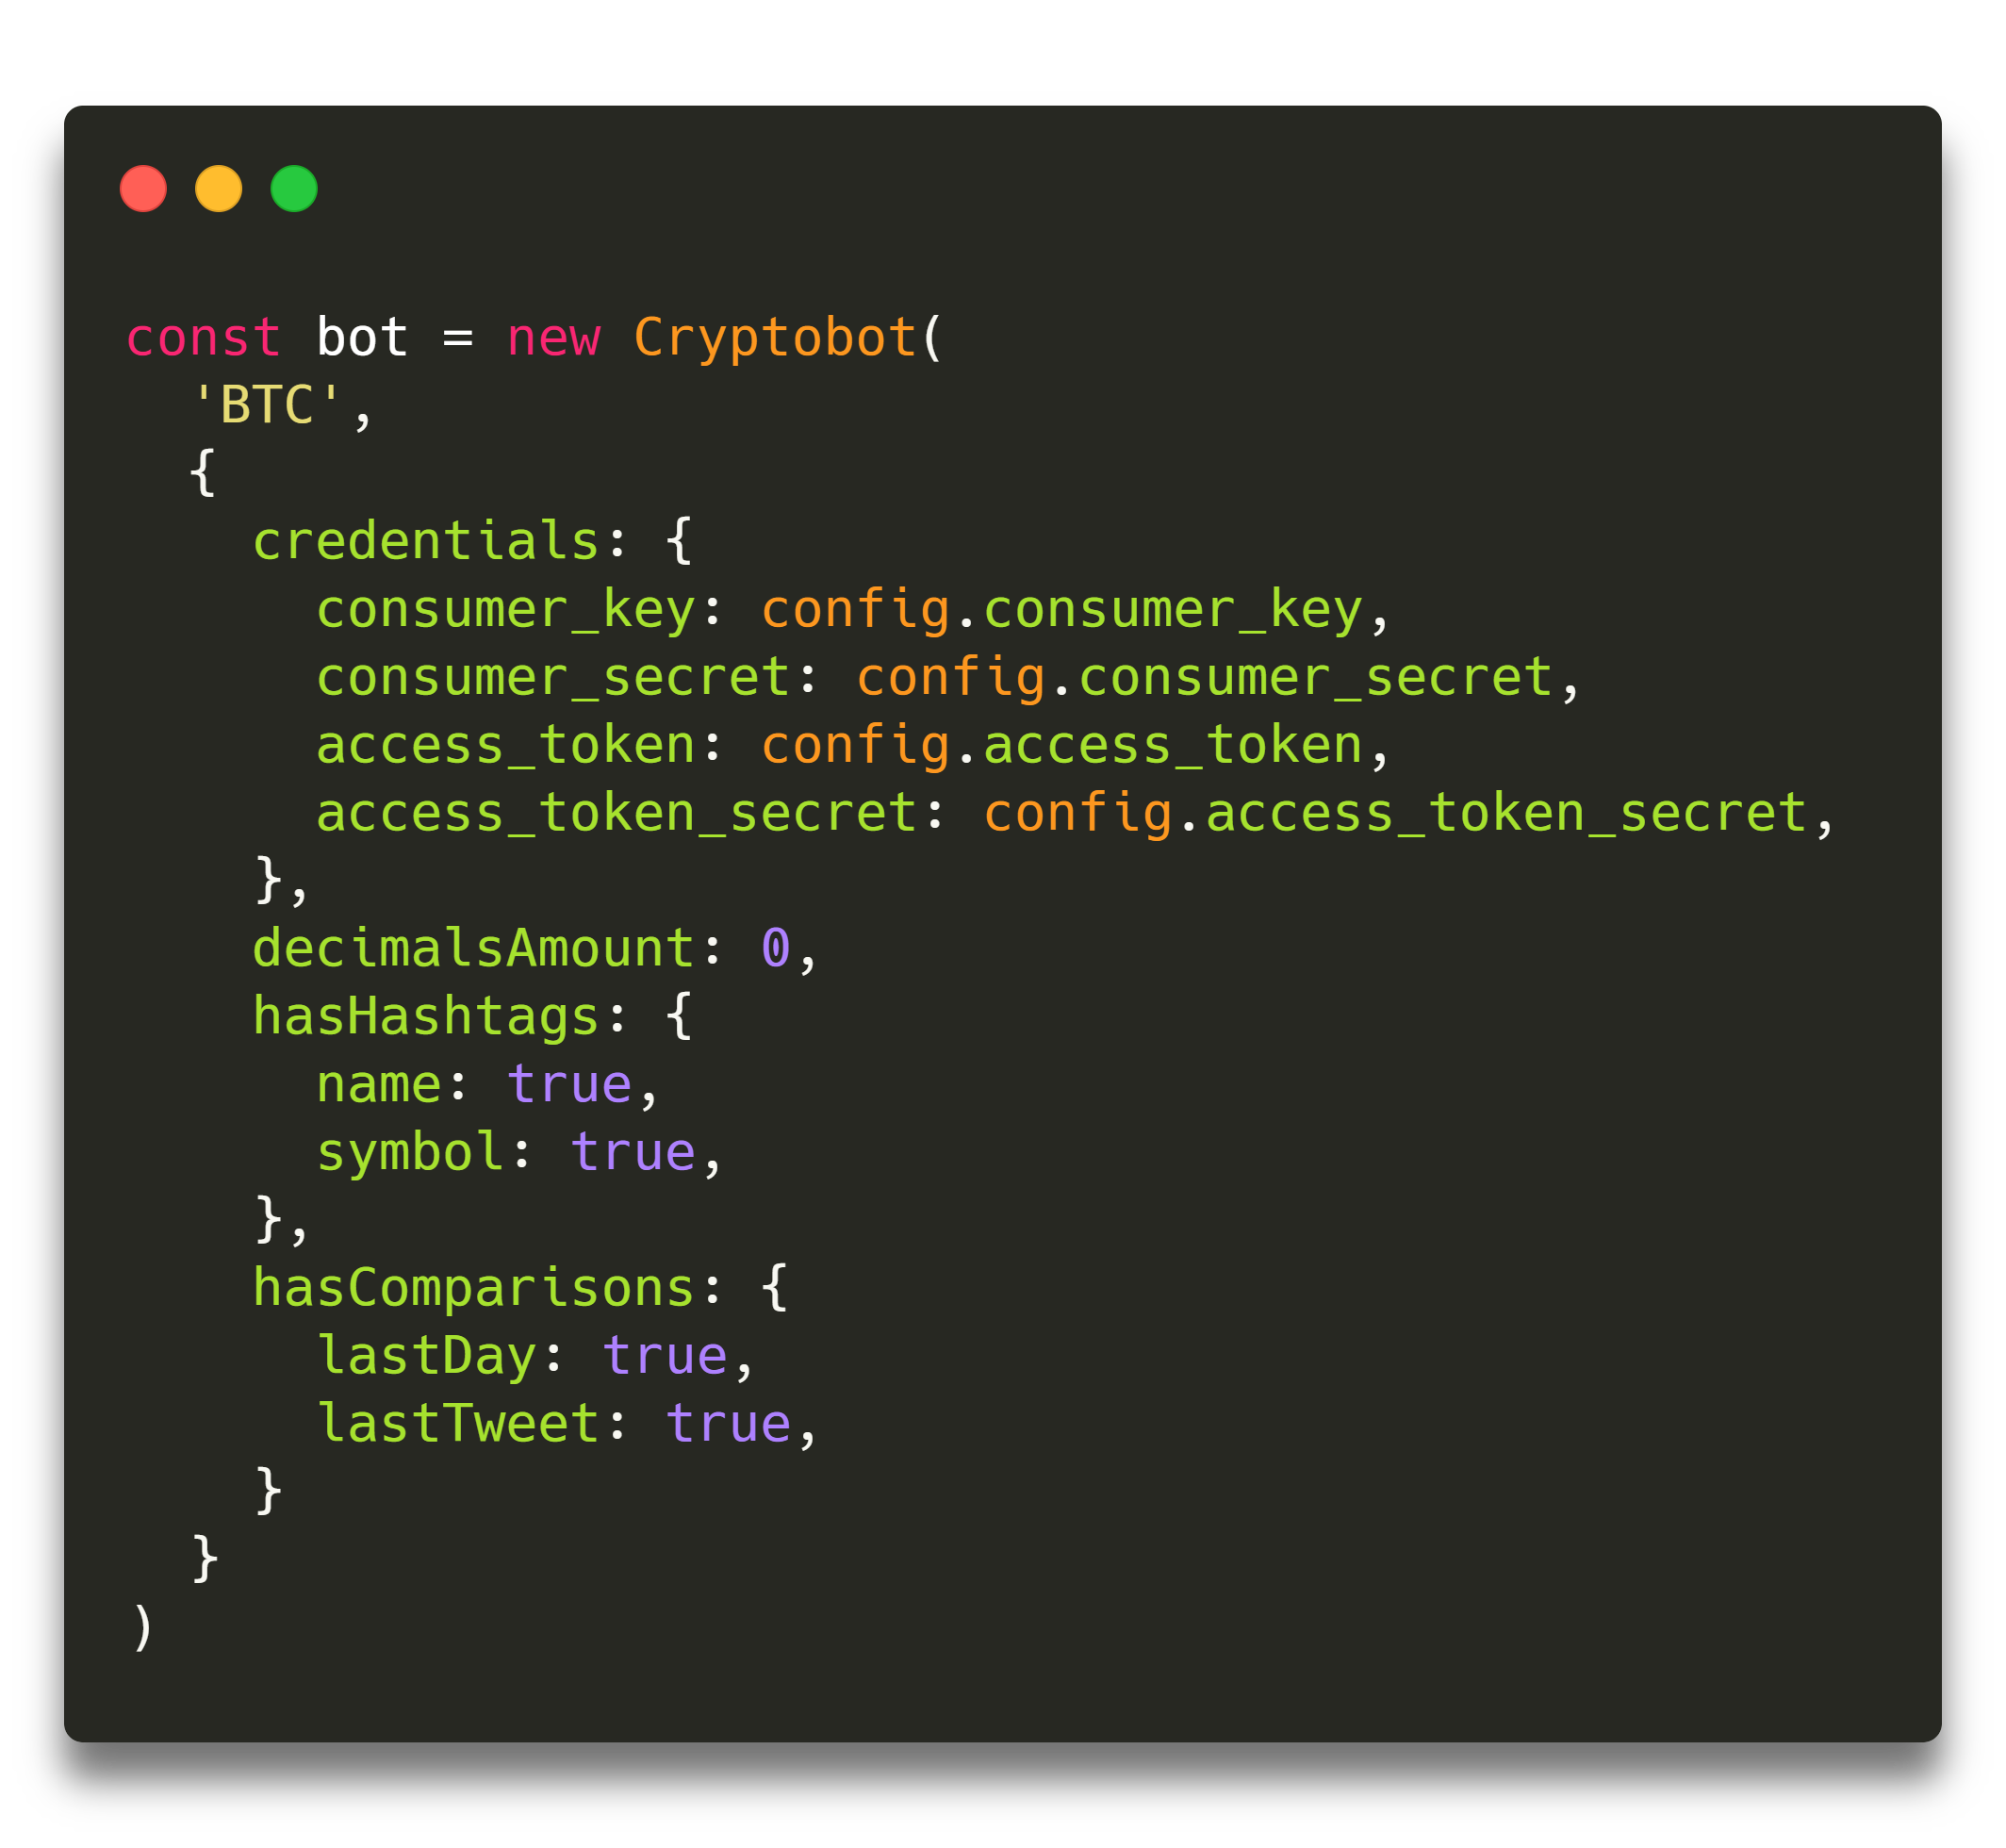 const bot = new Cryptobot(
  'BTC',
  {
    credentials: {
      consumer_key: config.consumer_key,
      consumer_secret: config.consumer_secret,
      access_token: config.access_token,
      access_token_secret: config.access_token_secret,
    },
    decimalsAmount: 0,
    hasHashtags: {
      name: true,
      symbol: true,
    },
    hasComparisons: {
      lastDay: true,
      lastTweet: true,
    }
  }
)